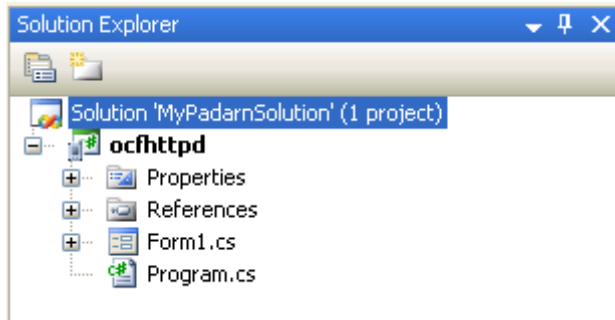 Solution Explorer
Solution 'MyPadarnSolution' (1 project)
ocfhttpd
Properties
References
Form1.cs
Program.cs